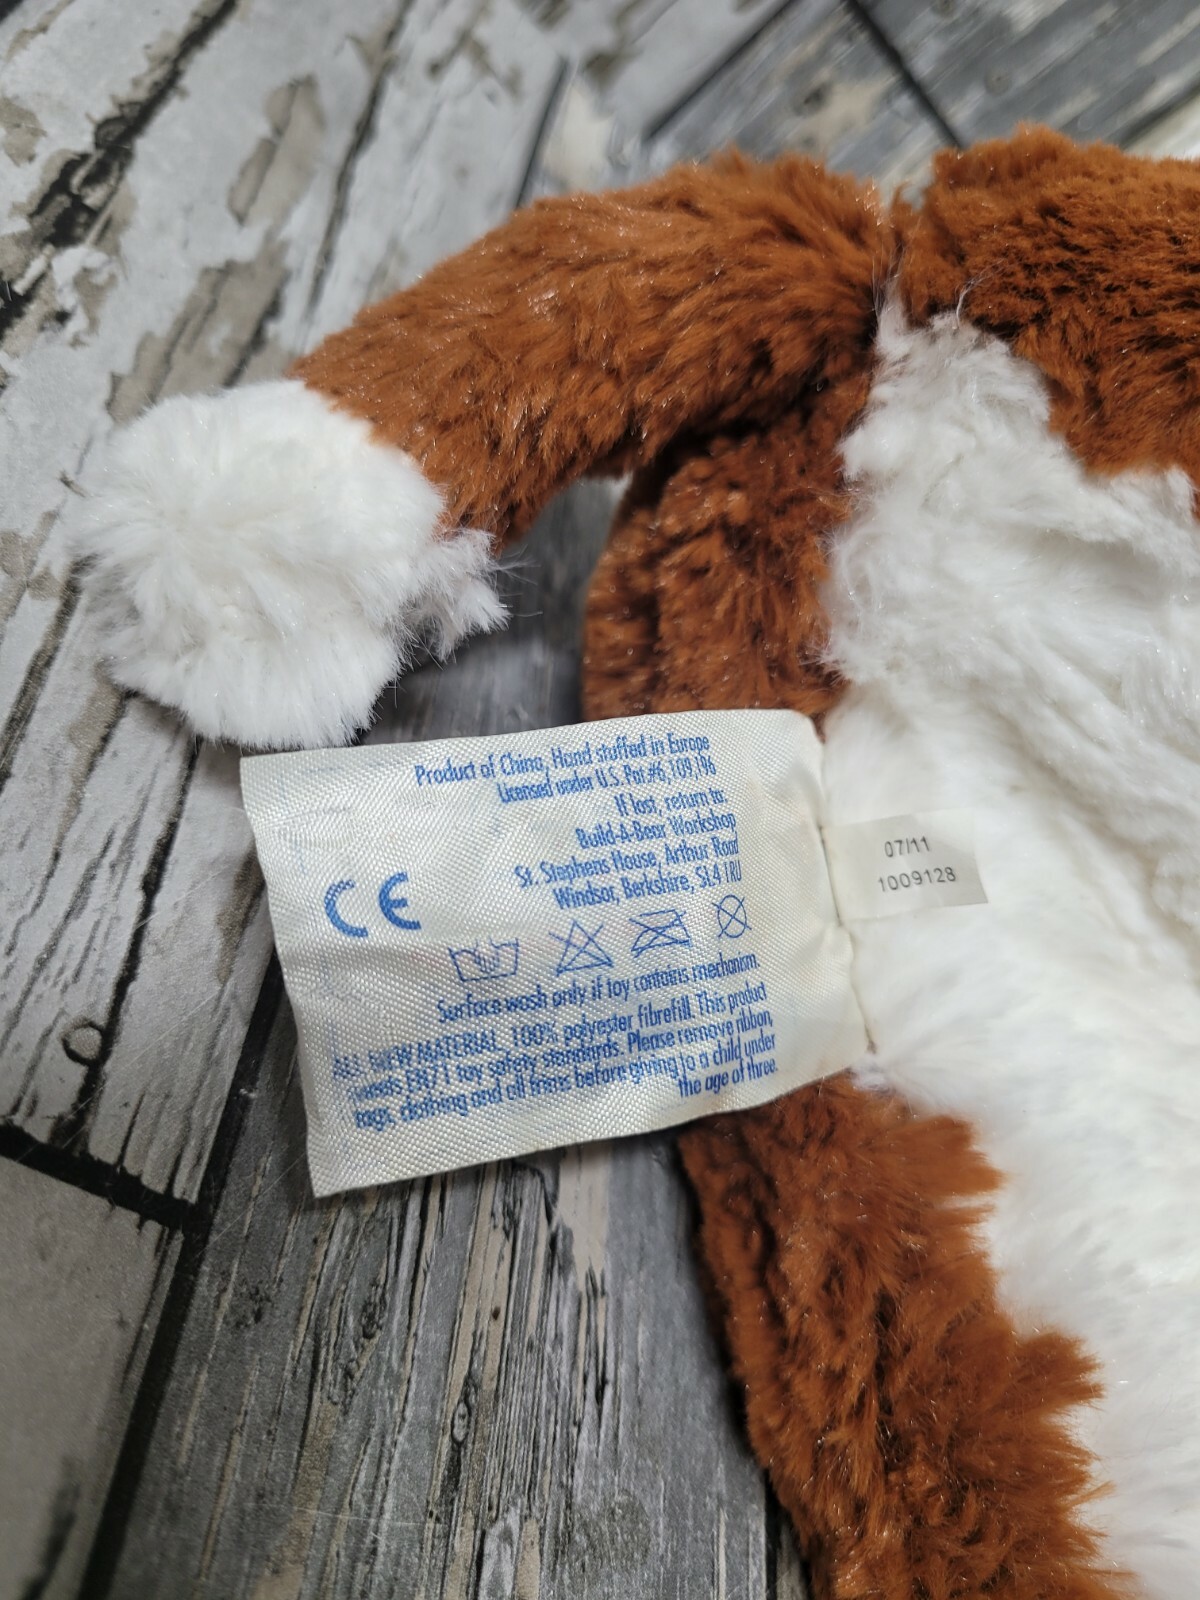 Product of China, Hand stuffed in Europe
Licensed under U.S. Pat.#6,109,196
If lost, return to:
Build-A-Bear Workshop
St. Stephens House, Arthur Road
Windsor, Berkshire, SL4 1RU
CE
Surface wash only if toy contains mechanism.
ALL NEW MATERIAL 100% polyester fibrefill. This product
meets EN71 toy safety standards. Please remove ribbon,
tags, clothing and all trims before giving to a child under
the age of three.
07/11
1009128